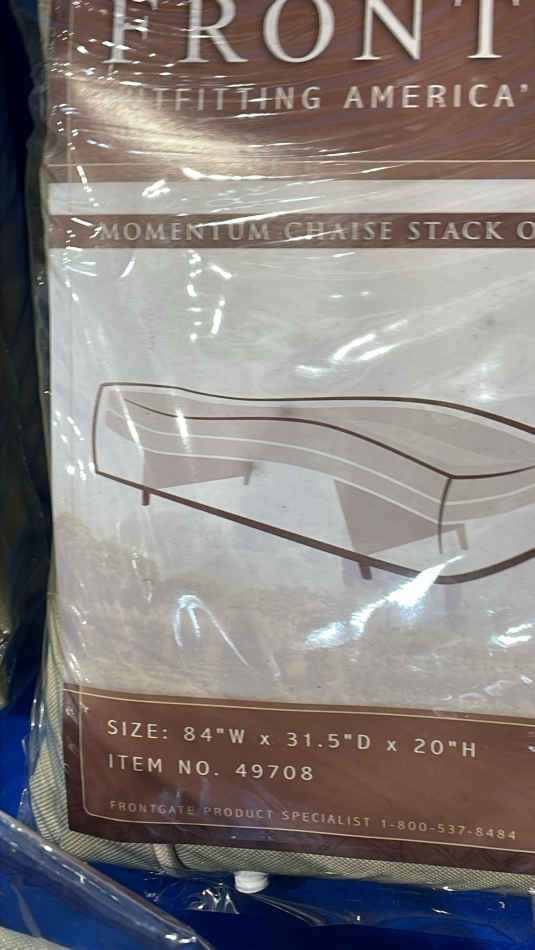 FRONT
OUTFITTING AMERICA'
MOMENTUM CHAISE STACK O
SIZE: 84"W x 31.5"D x 20"H
ITEM NO. 49708
FRONTGATE PRODUCT SPECIALIST 1-800-537-8484